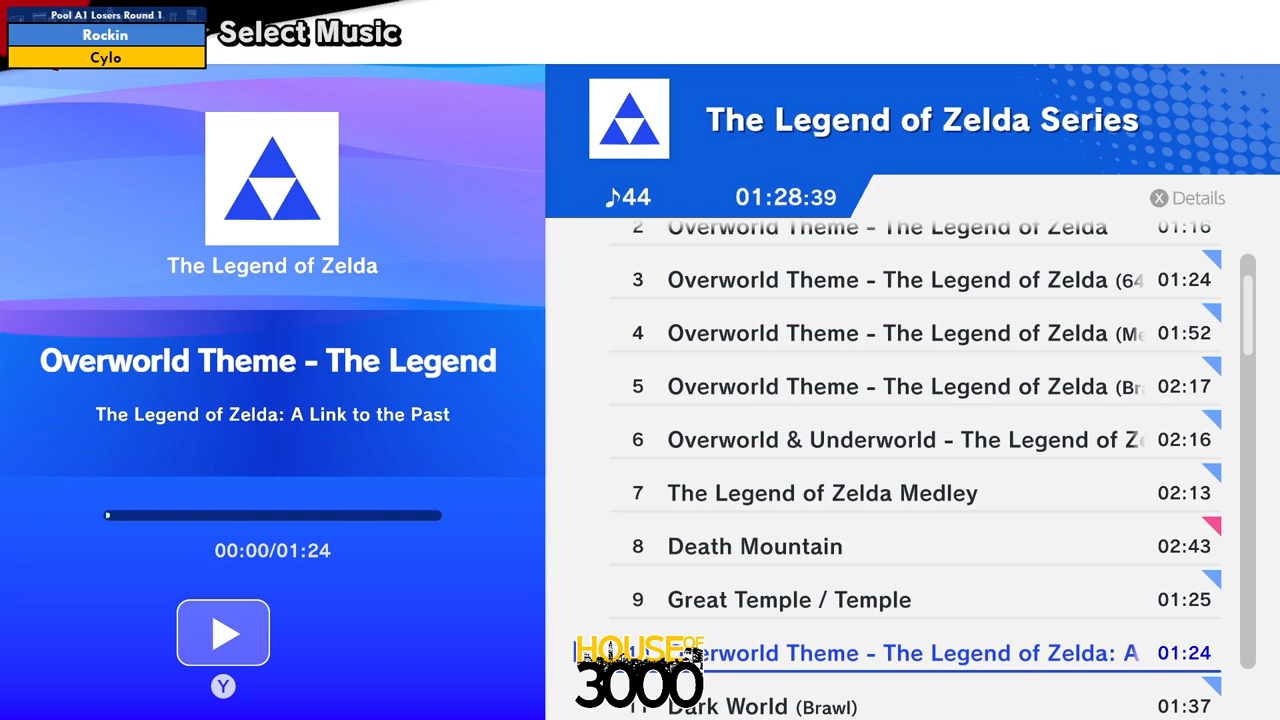 Pool A1 Losers Round 1
Rockin
Cylo
Select Music
The Legend of Zelda
Overworld Theme - The Legend
The Legend of Zelda: A Link to the Past
00:00/01:24
Y
The Legend of Zelda Series
♪44 01:28:39
X Details
2 Overworld Theme - The Legend of Zelda 01:16
3 Overworld Theme - The Legend of Zelda (64 01:24
4 Overworld Theme - The Legend of Zelda (Me 01:52
5 Overworld Theme - The Legend of Zelda (Br 02:17
6 Overworld & Underworld - The Legend of Ze 02:16
7 The Legend of Zelda Medley 02:13
8 Death Mountain 02:43
9 Great Temple / Temple 01:25
erworld Theme - The Legend of Zelda: A 01:24
11 Dark World (Brawl) 01:37
HOUSE OF
3000